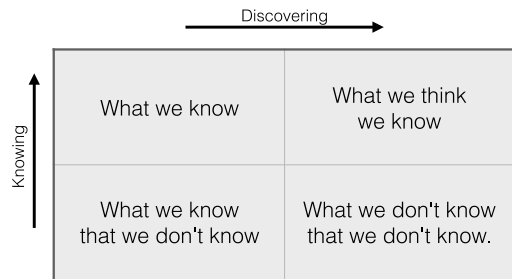 Discovering
Knowing
What we know
What we think
we know
What we know
that we don't know
What we don't know
that we don't know.